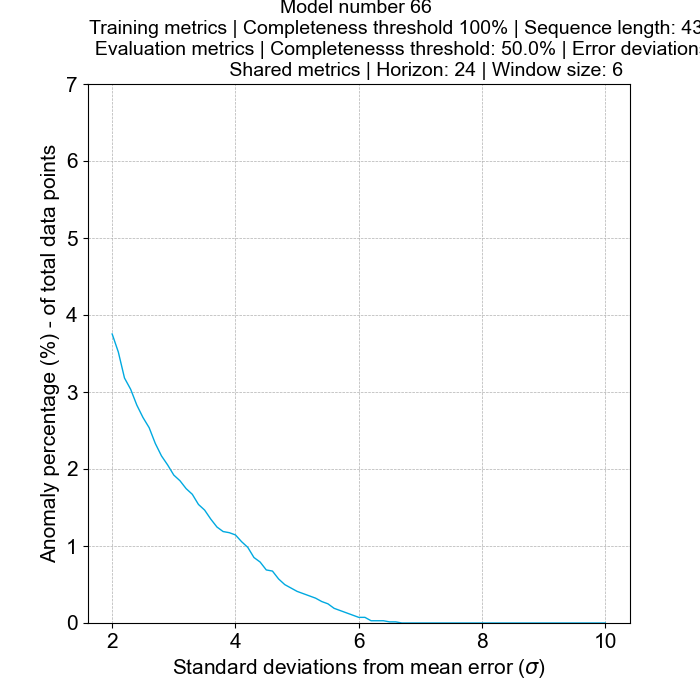 Model number 66
Training metrics | Completeness threshold 100% | Sequence length: 43
Evaluation metrics | Completenesss threshold: 50.0% | Error deviation
Shared metrics | Horizon: 24 | Window size: 6
7
6
5
4
3
2
1
0
Anomaly percentage (%) - of total data points
2 4 6 8 10
Standard deviations from mean error (σ)